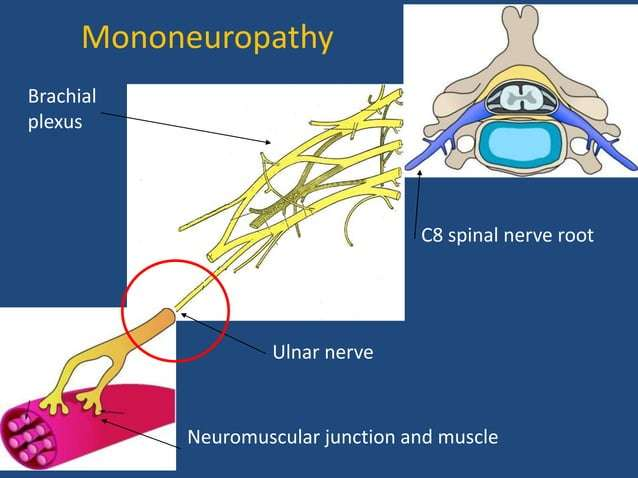 Mononeuropathy
Brachial
plexus
C8 spinal nerve root
Ulnar nerve
Neuromuscular junction and muscle